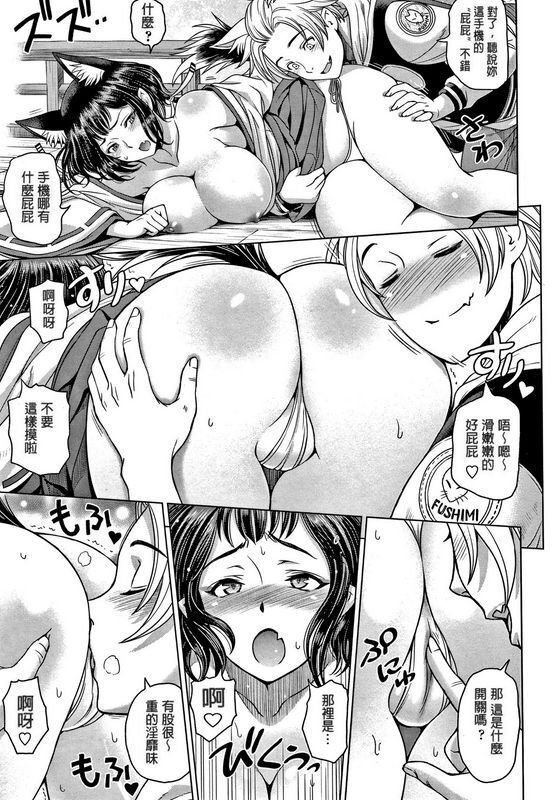 對了，聽說妳
這手機的
“屁屁”不錯
什麼？
ズズ
さわ
手機哪有
什麼屁屁
すり
すり
啊呀呀
不要
這樣摸啦
唔～嗯～
滑嫩嫩的
好屁屁♡
FUSHIMI
那這是什麼
開關嗎？
ぷにゅ
那裡是…
啊♡
びくぅっ
もふ
もふ♡
有股很～
重的淫靡味
啊呀♡